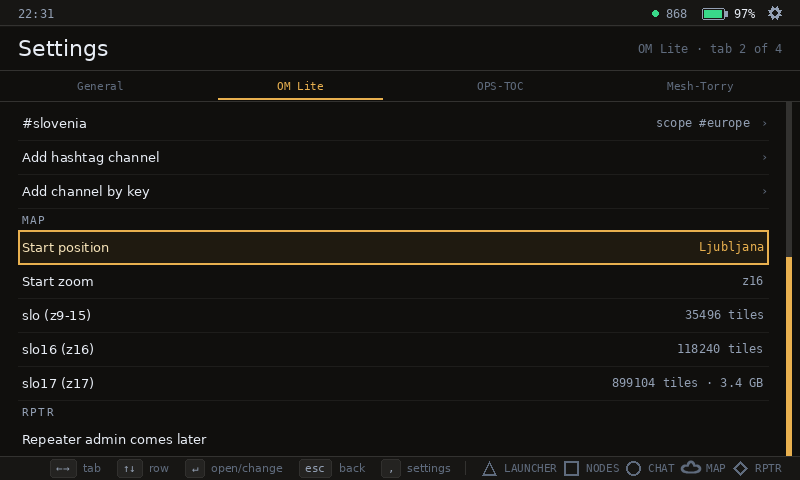 22:31 868 97%
Settings OM Lite · tab 2 of 4
General OM Lite OPS-TOC Mesh-Torry
#slovenia scope #europe ›
Add hashtag channel ›
Add channel by key ›
MAP
Start position Ljubljana
Start zoom z16
slo (z9-15) 35496 tiles
slo16 (z16) 118240 tiles
slo17 (z17) 899104 tiles · 3.4 GB
RPTR
Repeater admin comes later
←→ tab ↑↓ row ↵ open/change esc back , settings LAUNCHER NODES CHAT MAP RPTR